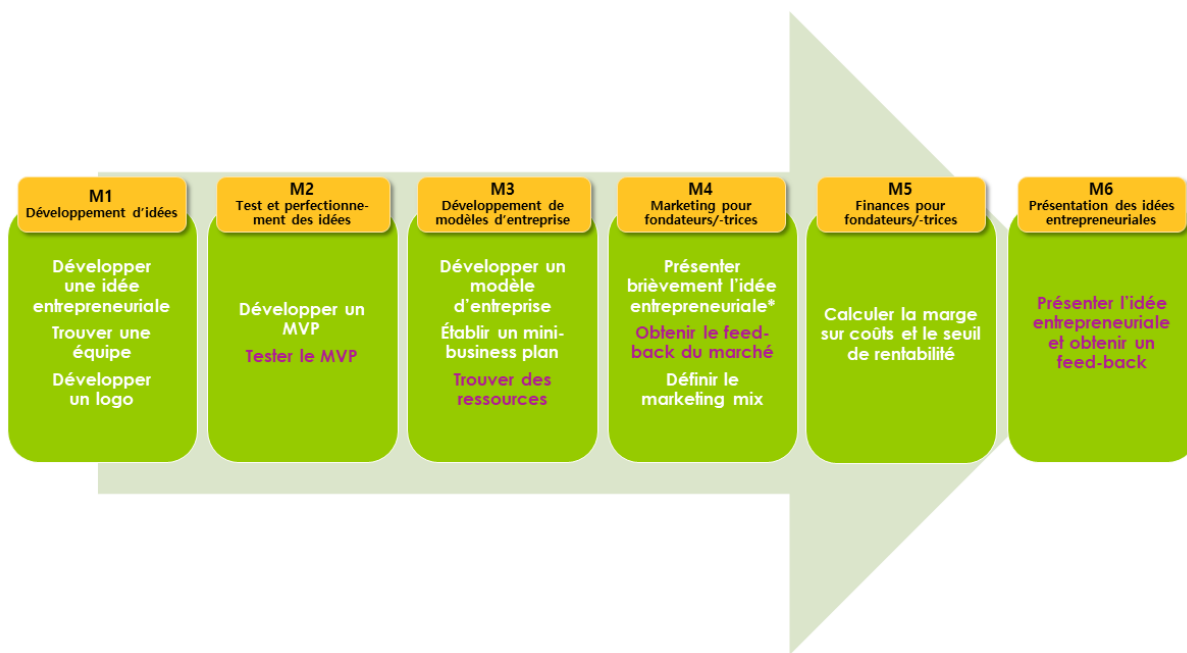 M1
Développement d'idées
Développer
une idée
entrepreneuriale
Trouver une
équipe
Développer
un logo
M2
Test et perfectionne-
ment des idées
Développer un
MVP
Tester le MVP
M3
Développement de
modèles d'entreprise
Développer un
modèle
d'entreprise
Établir un mini-
business plan
Trouver des
ressources
M4
Marketing pour
fondateurs/-trices
Présenter
brièvement l'idée
entrepreneuriale*
Obtenir le feed-
back du marché
Définir le
marketing mix
M5
Finances pour
fondateurs/-trices
Calculer la marge
sur coûts et le seuil
de rentabilité
M6
Présentation des idées
entrepreneuriales
Présenter l'idée
entrepreneuriale
et obtenir un
feed-back